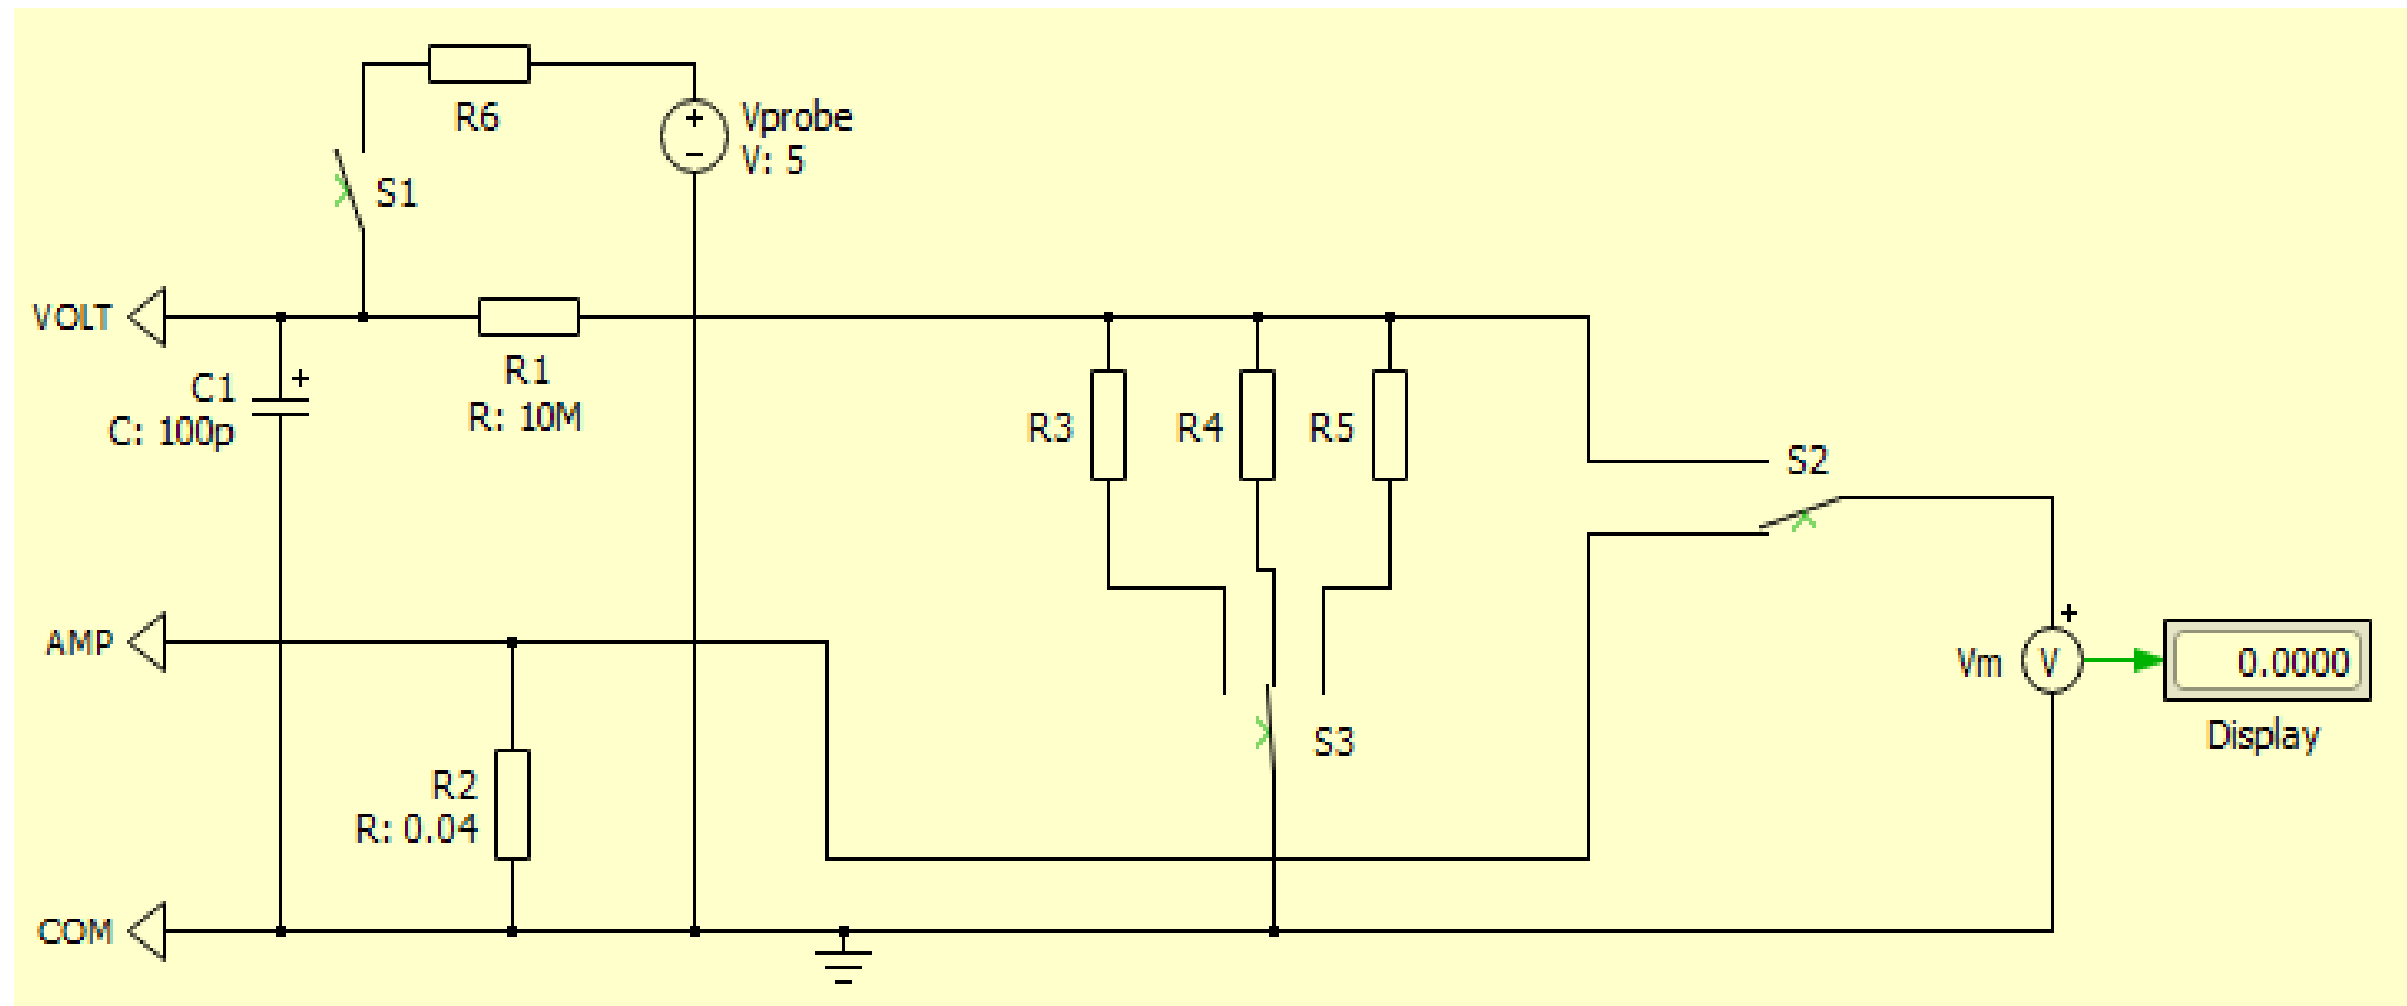 R6
+
−
Vprobe
V: 5
S1
VOLT
R1
R: 10M
C1
+
C: 100p
R3
R4
R5
S2
AMP
+
Vm
V
0.0000
Display
S3
R2
R: 0.04
COM